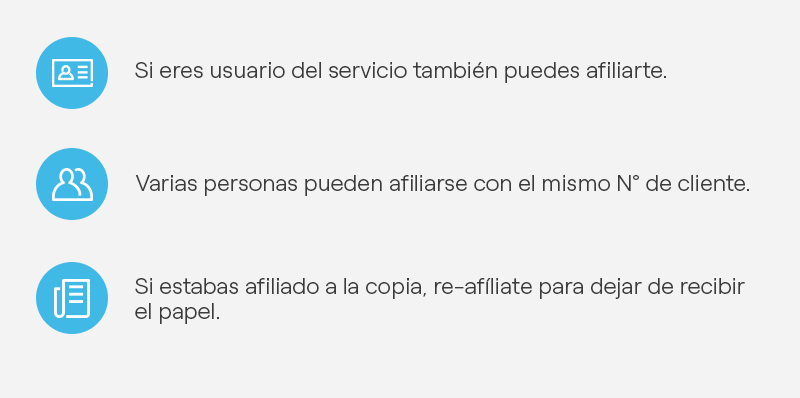 Si eres usuario del servicio también puedes afiliarte.
Varias personas pueden afiliarse con el mismo N° de cliente.
Si estabas afiliado a la copia, re-afíliate para dejar de recibir
el papel.